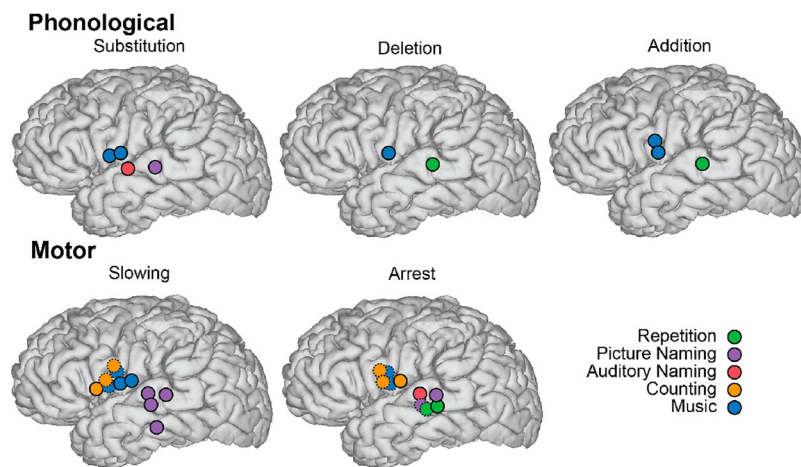 Phonological
Substitution
Deletion
Addition
Motor
Slowing
Arrest
Repetition
Picture Naming
Auditory Naming
Counting
Music